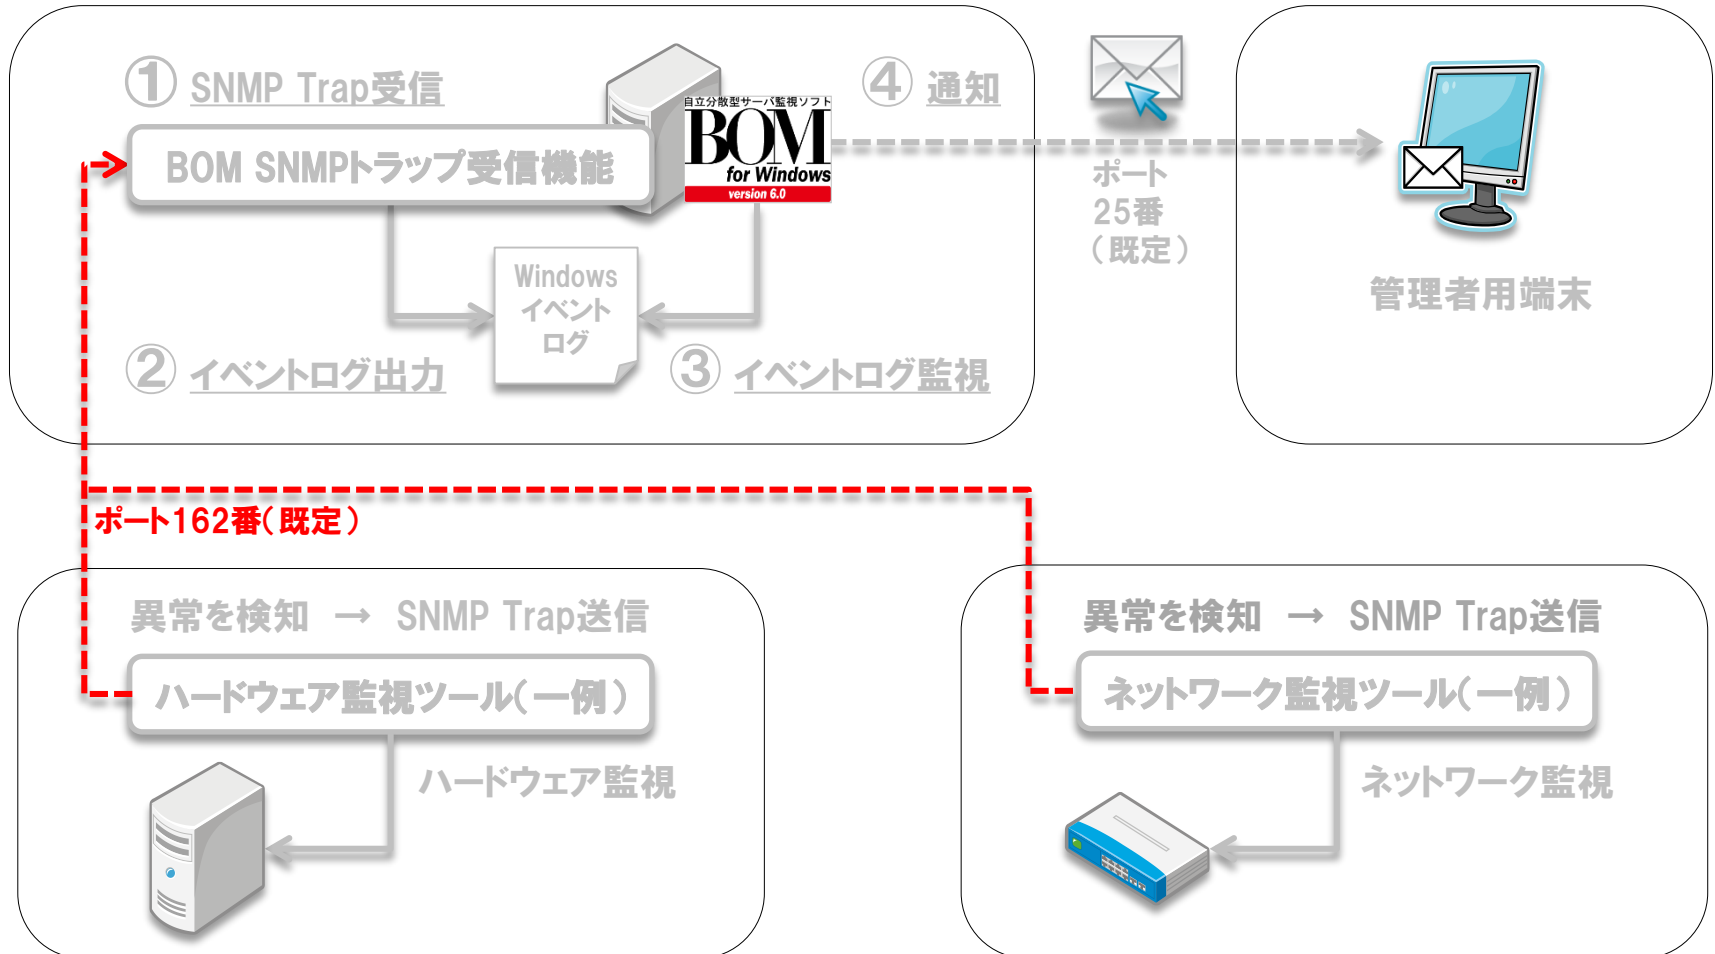 ① SNMP Trap受信
自立分散型サーバ監視ソフト
BOM
for Windows
version 6.0
BOM SNMPトラップ受信機能
④ 通知
ポート
25番
（既定）
管理者用端末
Windows
イベント
ログ
② イベントログ出力
③ イベントログ監視
ポート162番（既定）
異常を検知 → SNMP Trap送信
ハードウェア監視ツール（一例）
ハードウェア監視
異常を検知 → SNMP Trap送信
ネットワーク監視ツール（一例）
ネットワーク監視